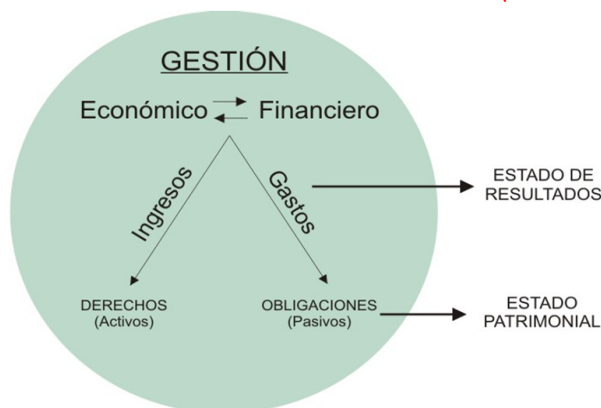 GESTIÓN
Económico
Financiero
Ingresos
Gastos
ESTADO DE
RESULTADOS
DERECHOS
(Activos)
OBLIGACIONES
(Pasivos)
ESTADO
PATRIMONIAL